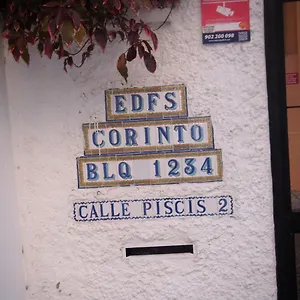 902 200 098
EDFS
CORINTO
BLQ 1234
CALLE PISCIS 2